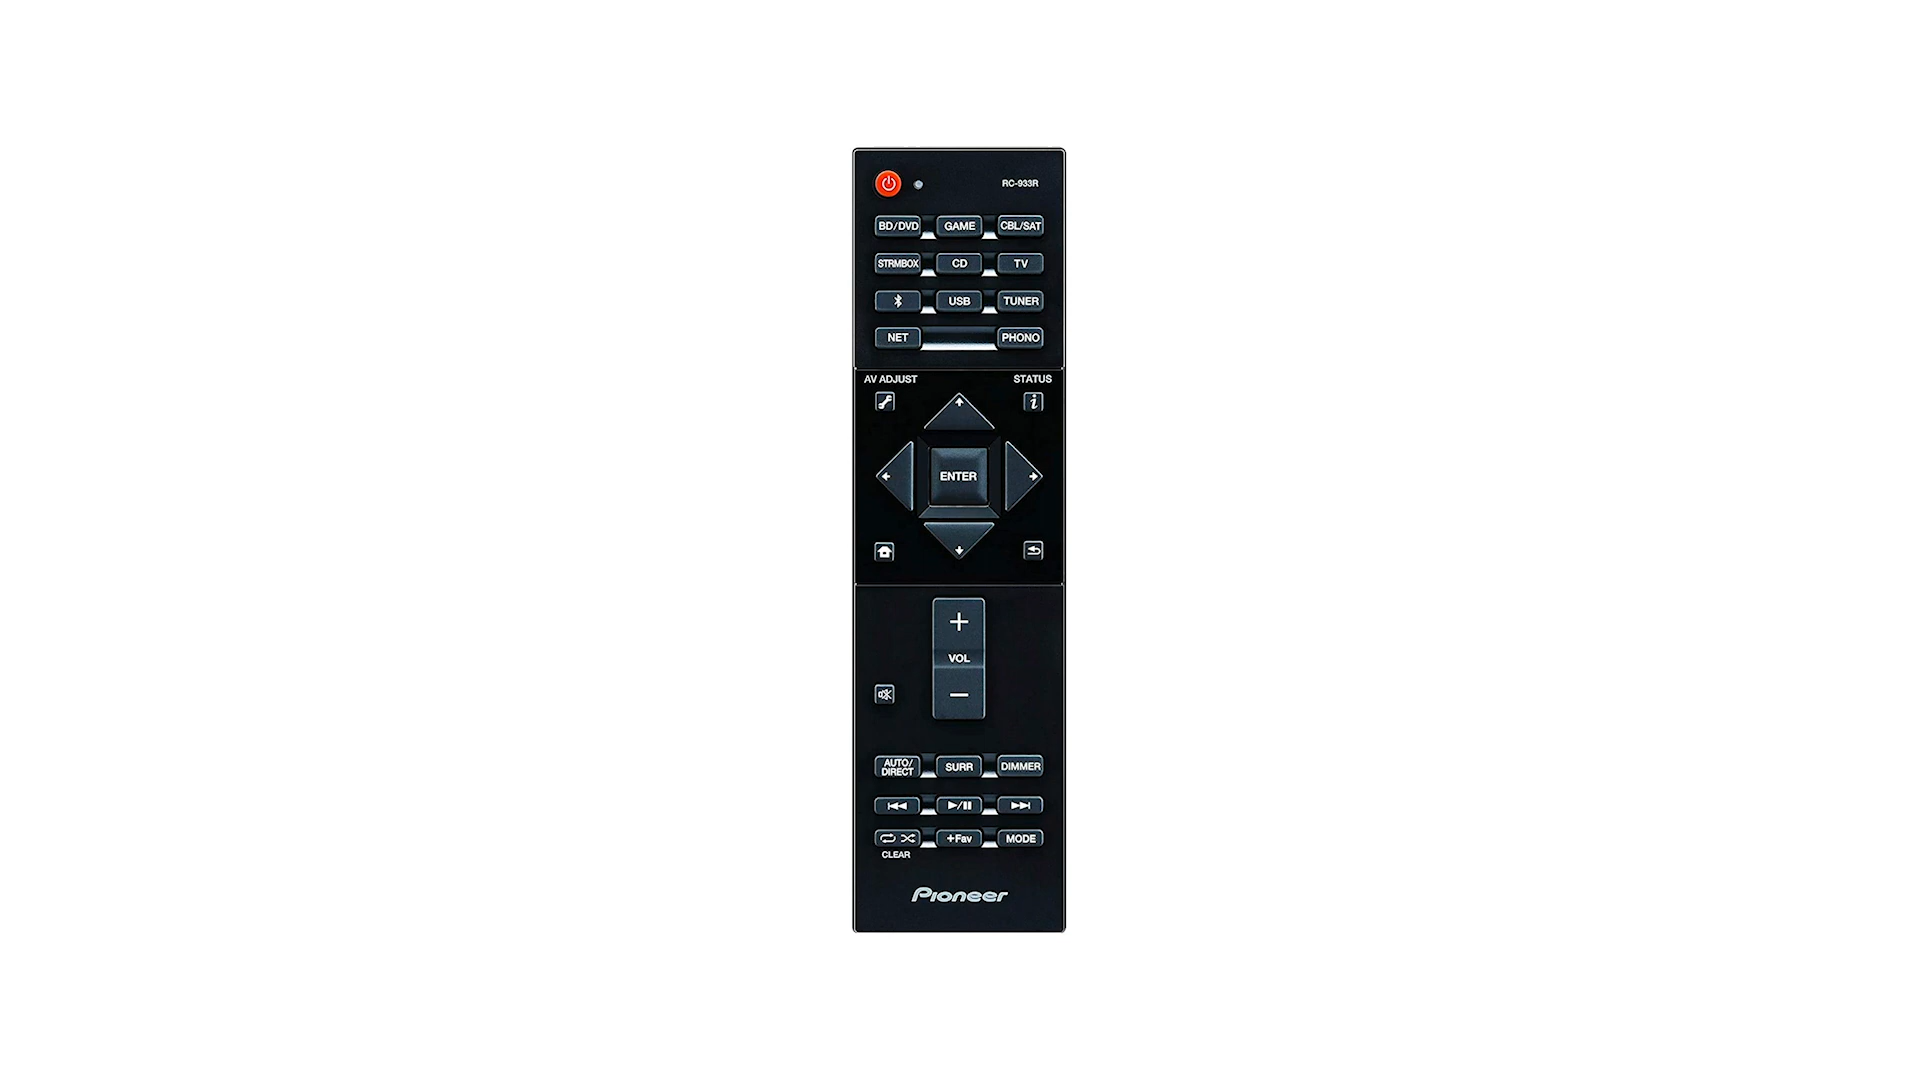 RC-933R
BD/DVD GAME CBL/SAT
STRMBOX CD TV
USB TUNER
NET PHONO
AV ADJUST STATUS
i
ENTER
+
VOL
−
AUTO/
DIRECT SURR DIMMER
+Fav MODE
CLEAR
Pioneer